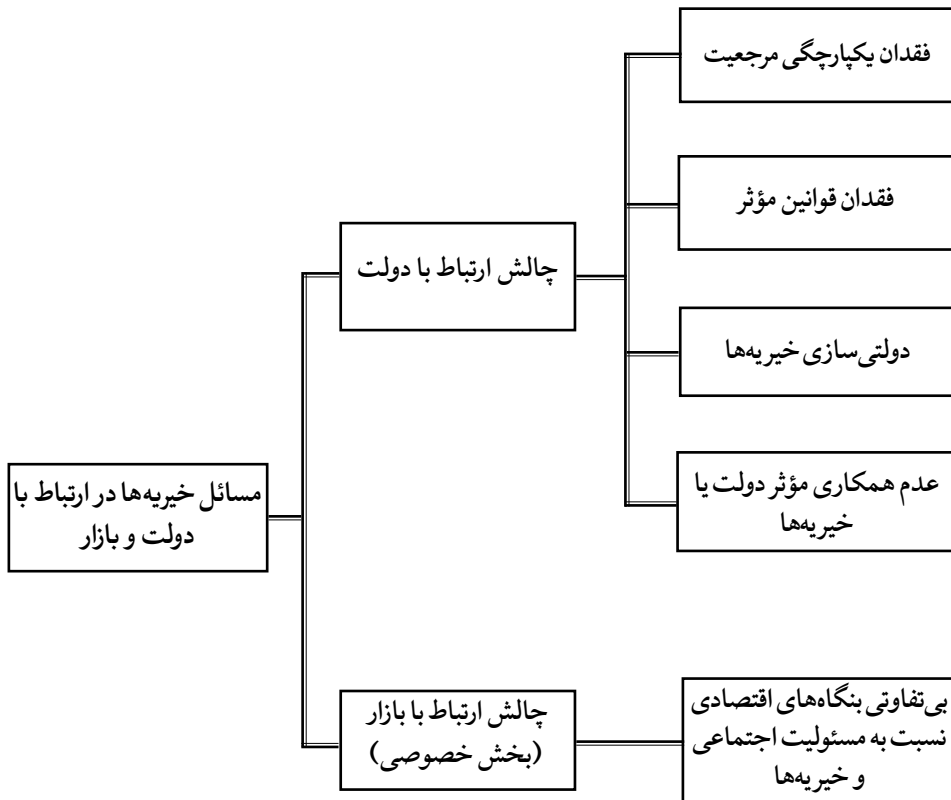 فقدان یکپارچگی مرجعیت
فقدان قوانین مؤثر
چالش ارتباط با دولت
دولتی‌سازی خیریه‌ها
عدم همکاری مؤثر دولت یا
خیریه‌ها
مسائل خیریه‌ها در ارتباط با
دولت و بازار
بی‌تفاوتی بنگاه‌های اقتصادی
نسبت به مسئولیت اجتماعی
و خیریه‌ها
چالش ارتباط با بازار
(بخش خصوصی)